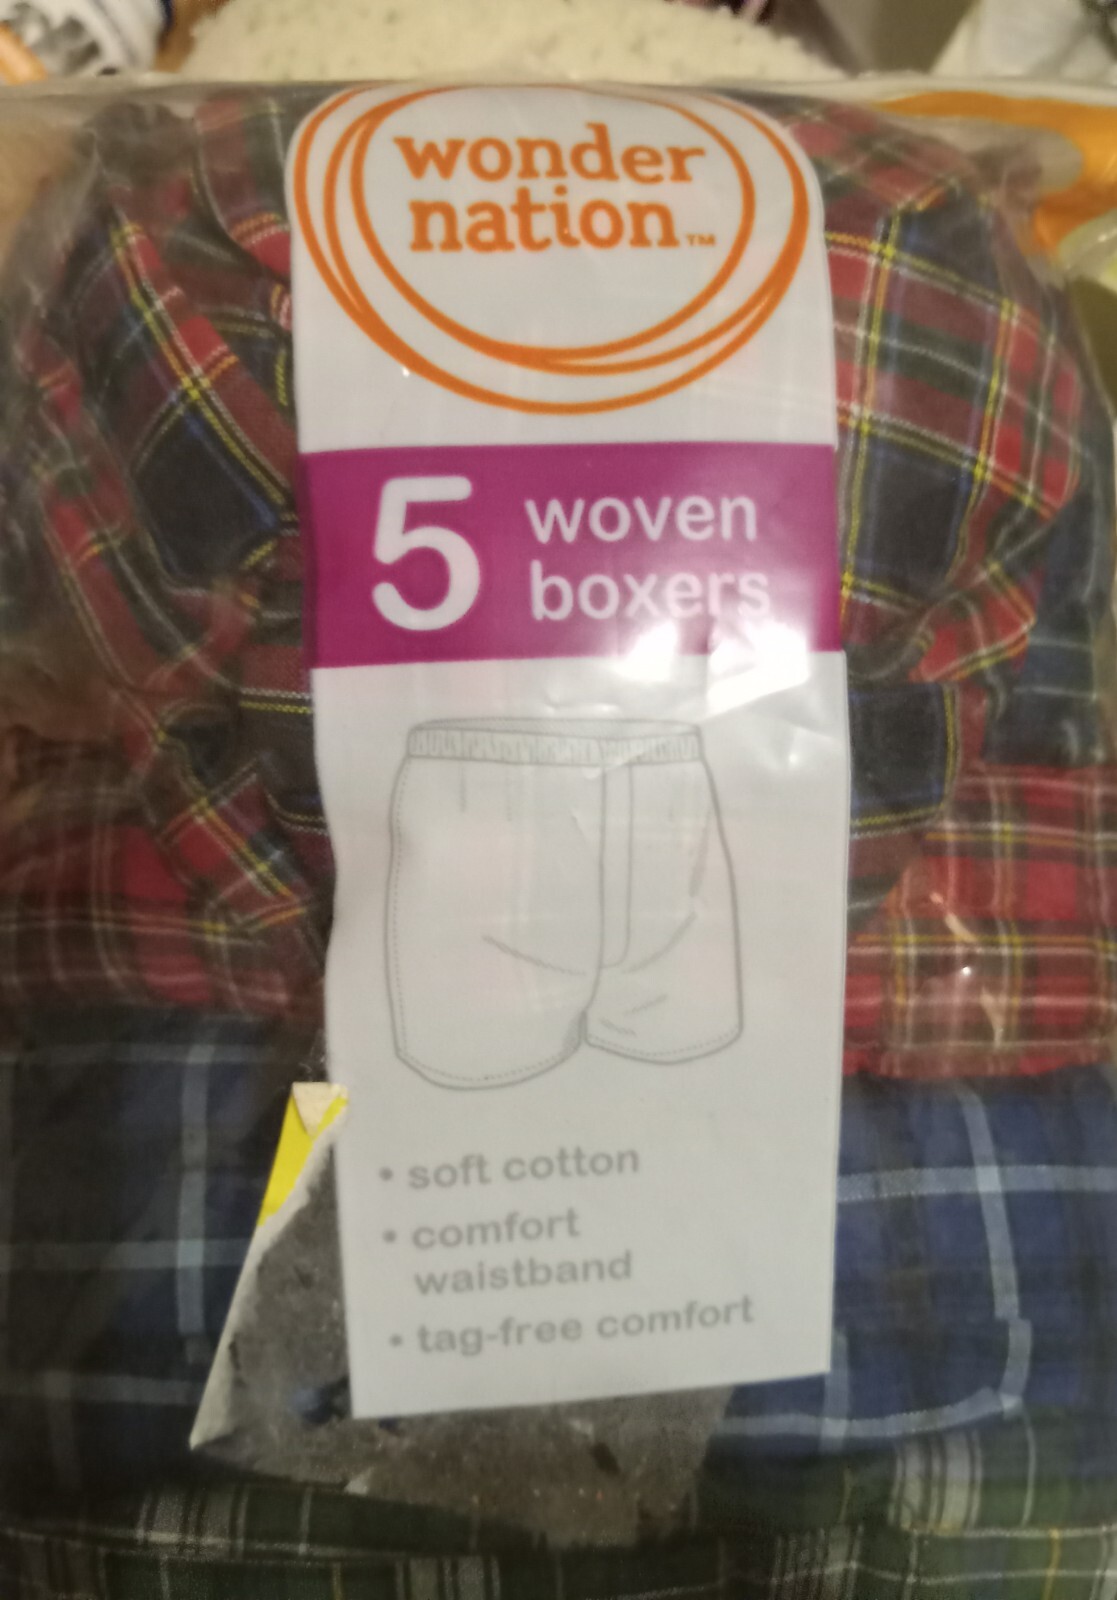 wonder
nation™
5 woven
boxers
• soft cotton
• comfort
waistband
• tag-free comfort